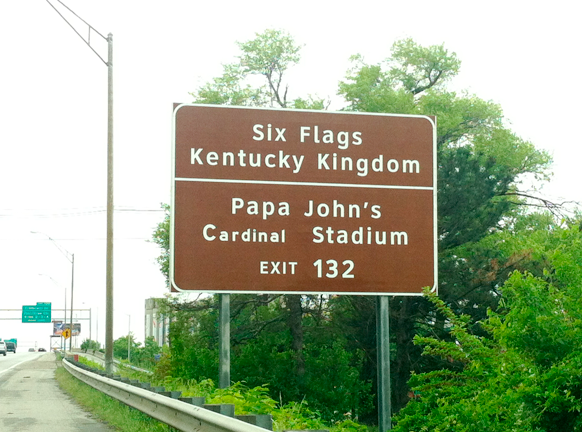 Six Flags
Kentucky Kingdom
Papa John's
Cardinal Stadium
EXIT 132